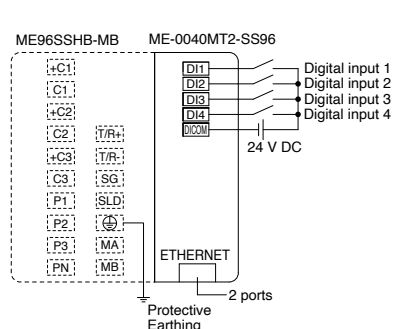 ME96SSHB-MB ME-0040MT2-SS96
+C1 DI1 Digital input 1
C1 DI2 Digital input 2
+C2 DI3 Digital input 3
DI4 Digital input 4
C2 T/R+ DICOM
24 V DC
+C3 T/R-
C3 SG
P1 SLD
P2
P3 MA ETHERNET
PN MB
2 ports
Protective
Earthing